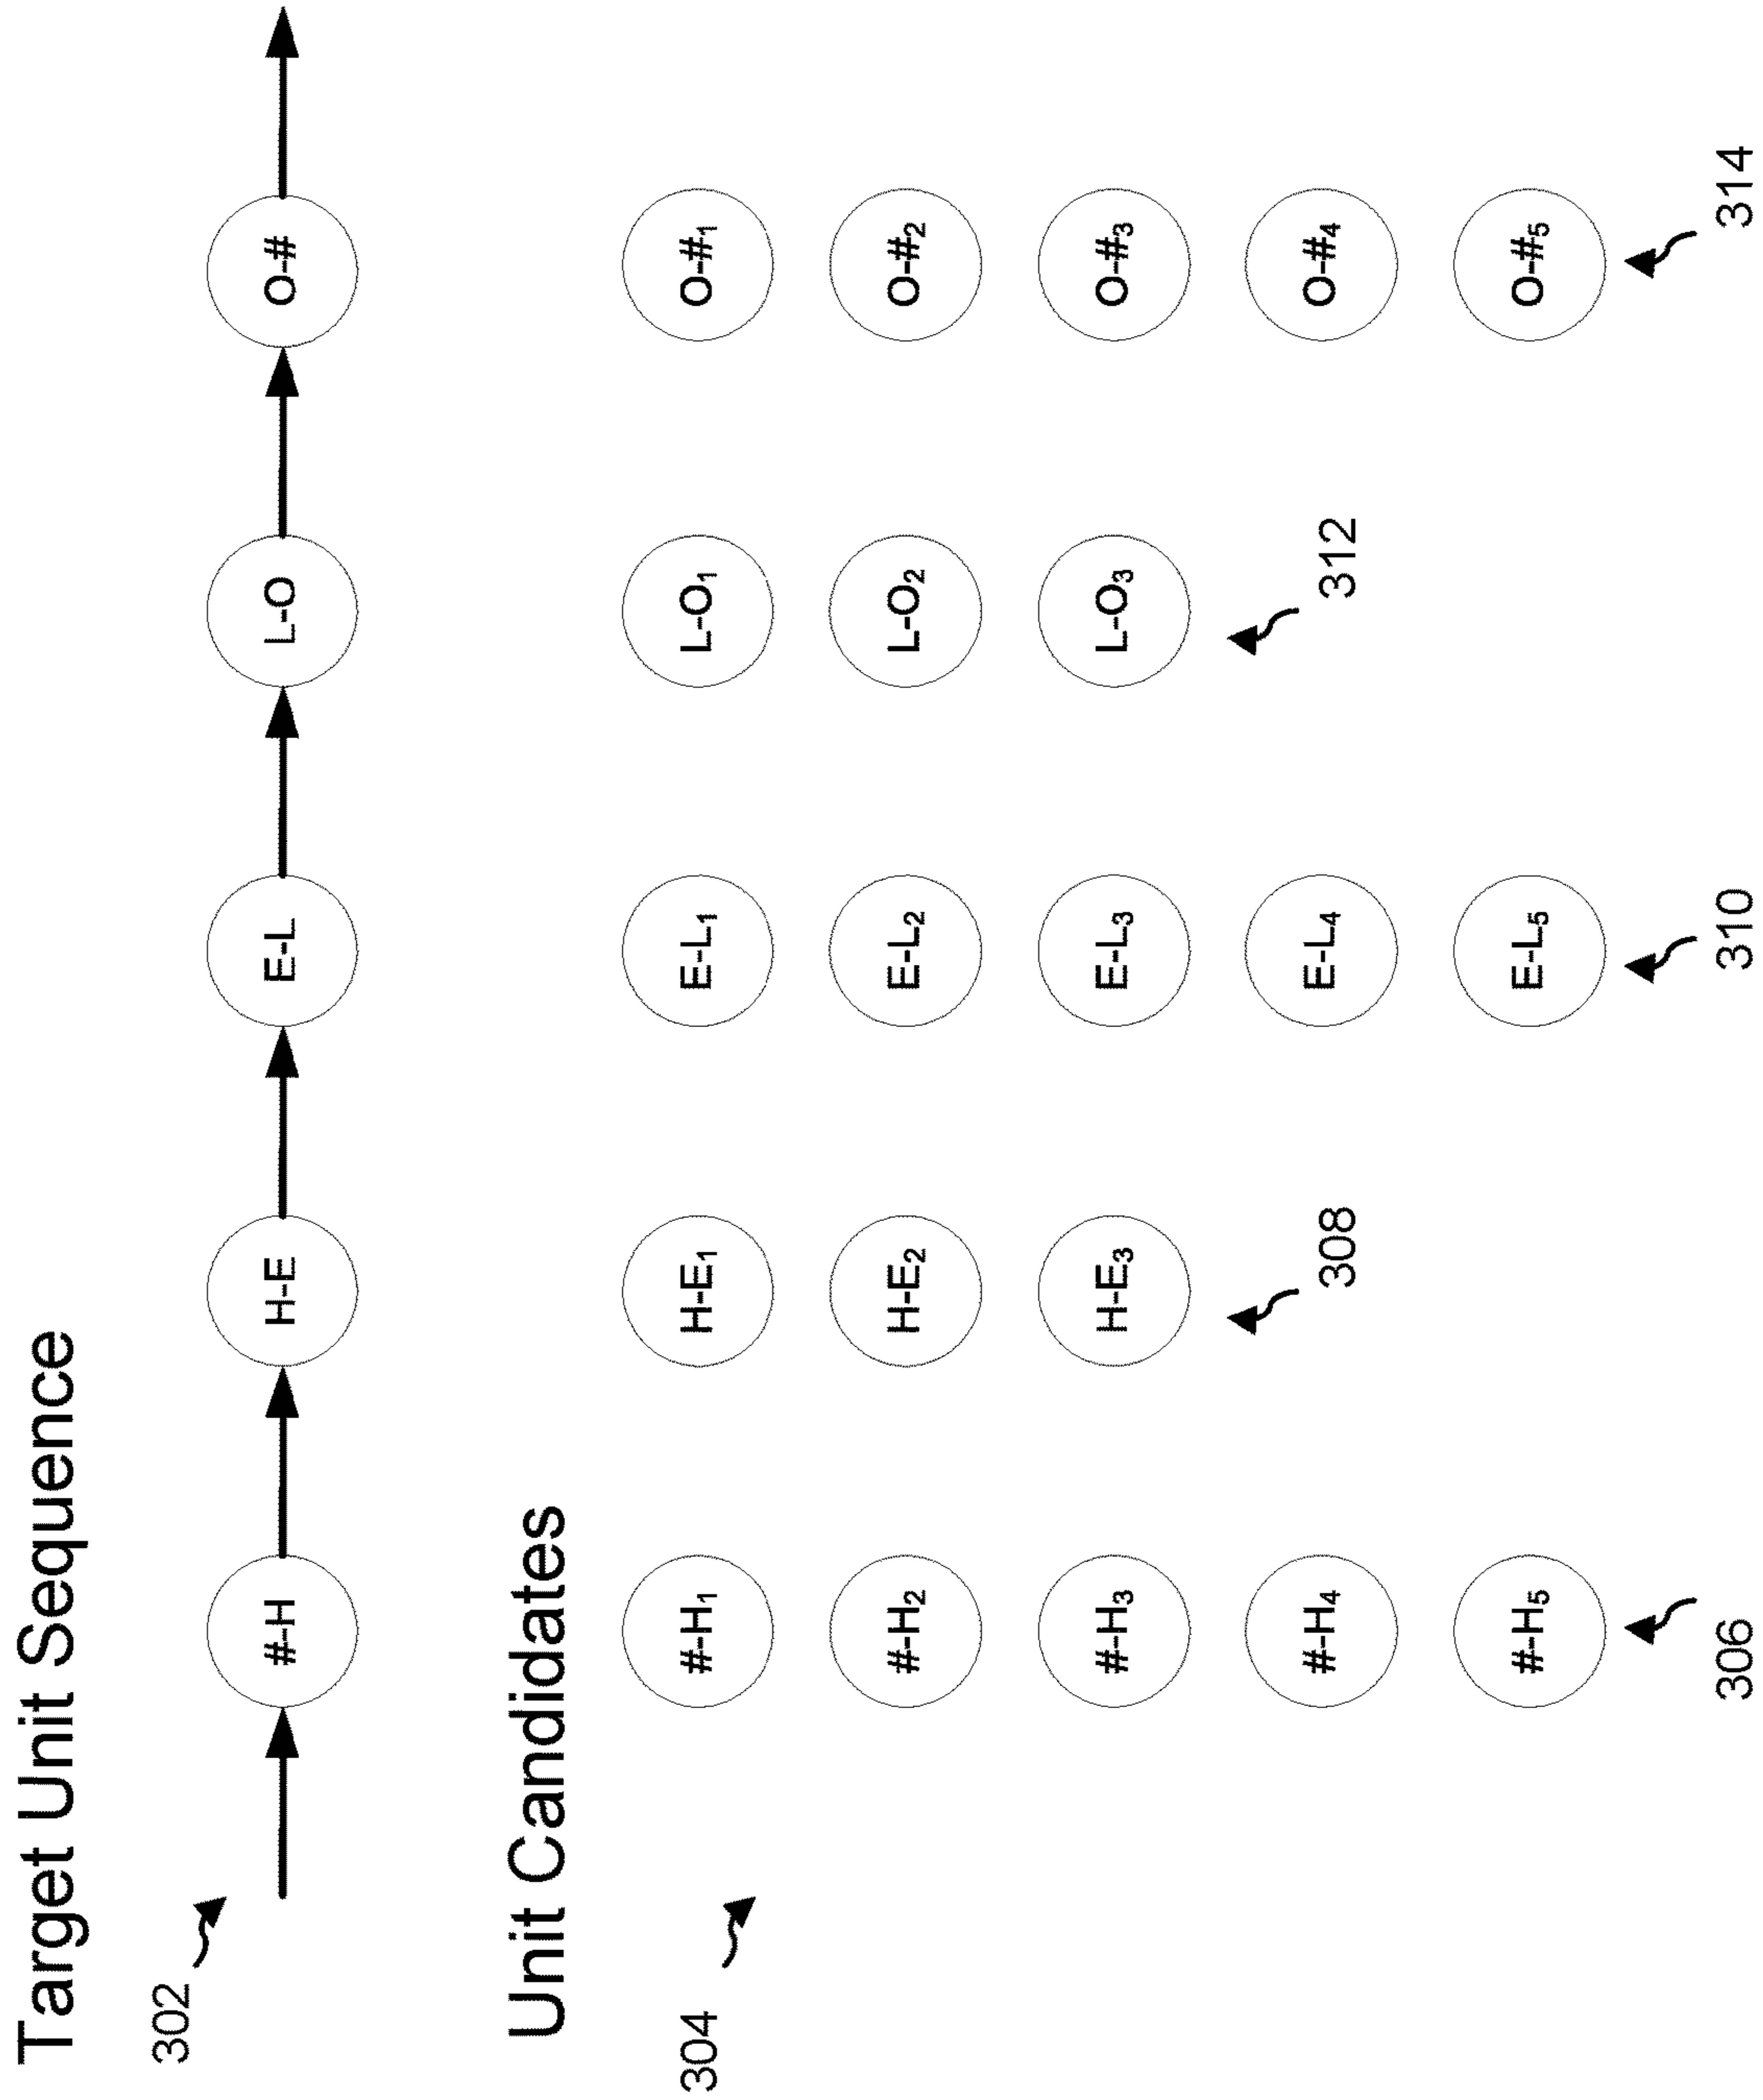 Target Unit Sequence
302
#-H H-E E-L L-O O-#
Unit Candidates
304
#-H₁ H-E₁ E-L₁ L-O₁ O-#₁
#-H₂ H-E₂ E-L₂ L-O₂ O-#₂
#-H₃ H-E₃ E-L₃ L-O₃ O-#₃
#-H₄ E-L₄ O-#₄
#-H₅ E-L₅ O-#₅
308 312
306 310 314